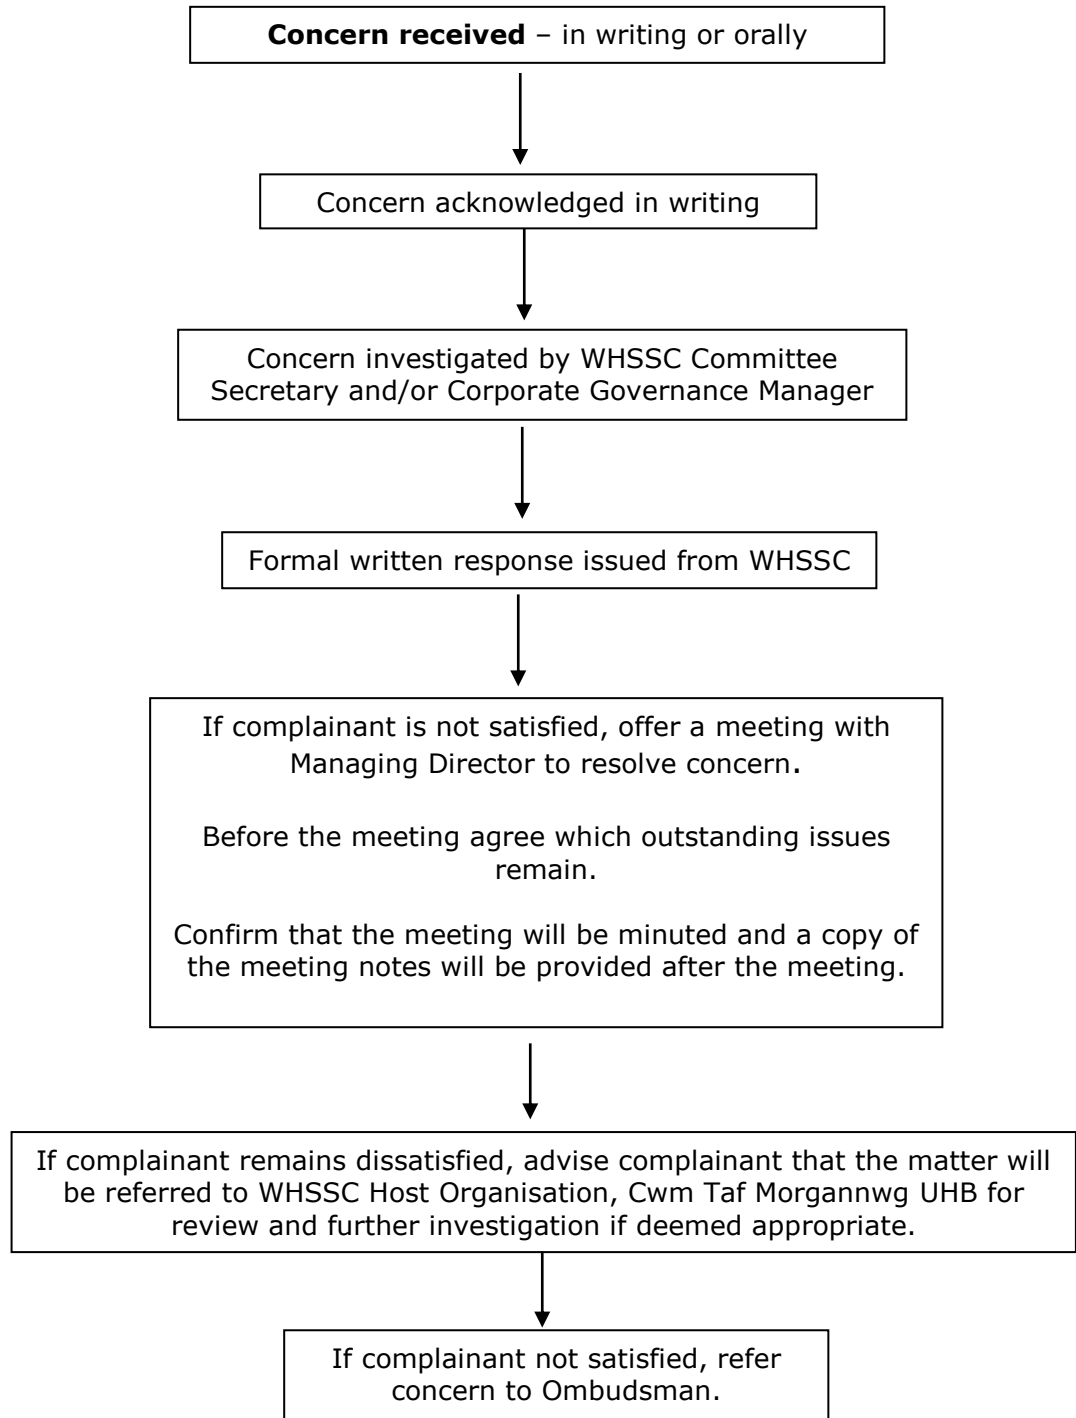 Concern received – in writing or orally
Concern acknowledged in writing
Concern investigated by WHSSC Committee
Secretary and/or Corporate Governance Manager
Formal written response issued from WHSSC
If complainant is not satisfied, offer a meeting with
Managing Director to resolve concern.
Before the meeting agree which outstanding issues
remain.
Confirm that the meeting will be minuted and a copy of
the meeting notes will be provided after the meeting.
If complainant remains dissatisfied, advise complainant that the matter will
be referred to WHSSC Host Organisation, Cwm Taf Morgannwg UHB for
review and further investigation if deemed appropriate.
If complainant not satisfied, refer
concern to Ombudsman.